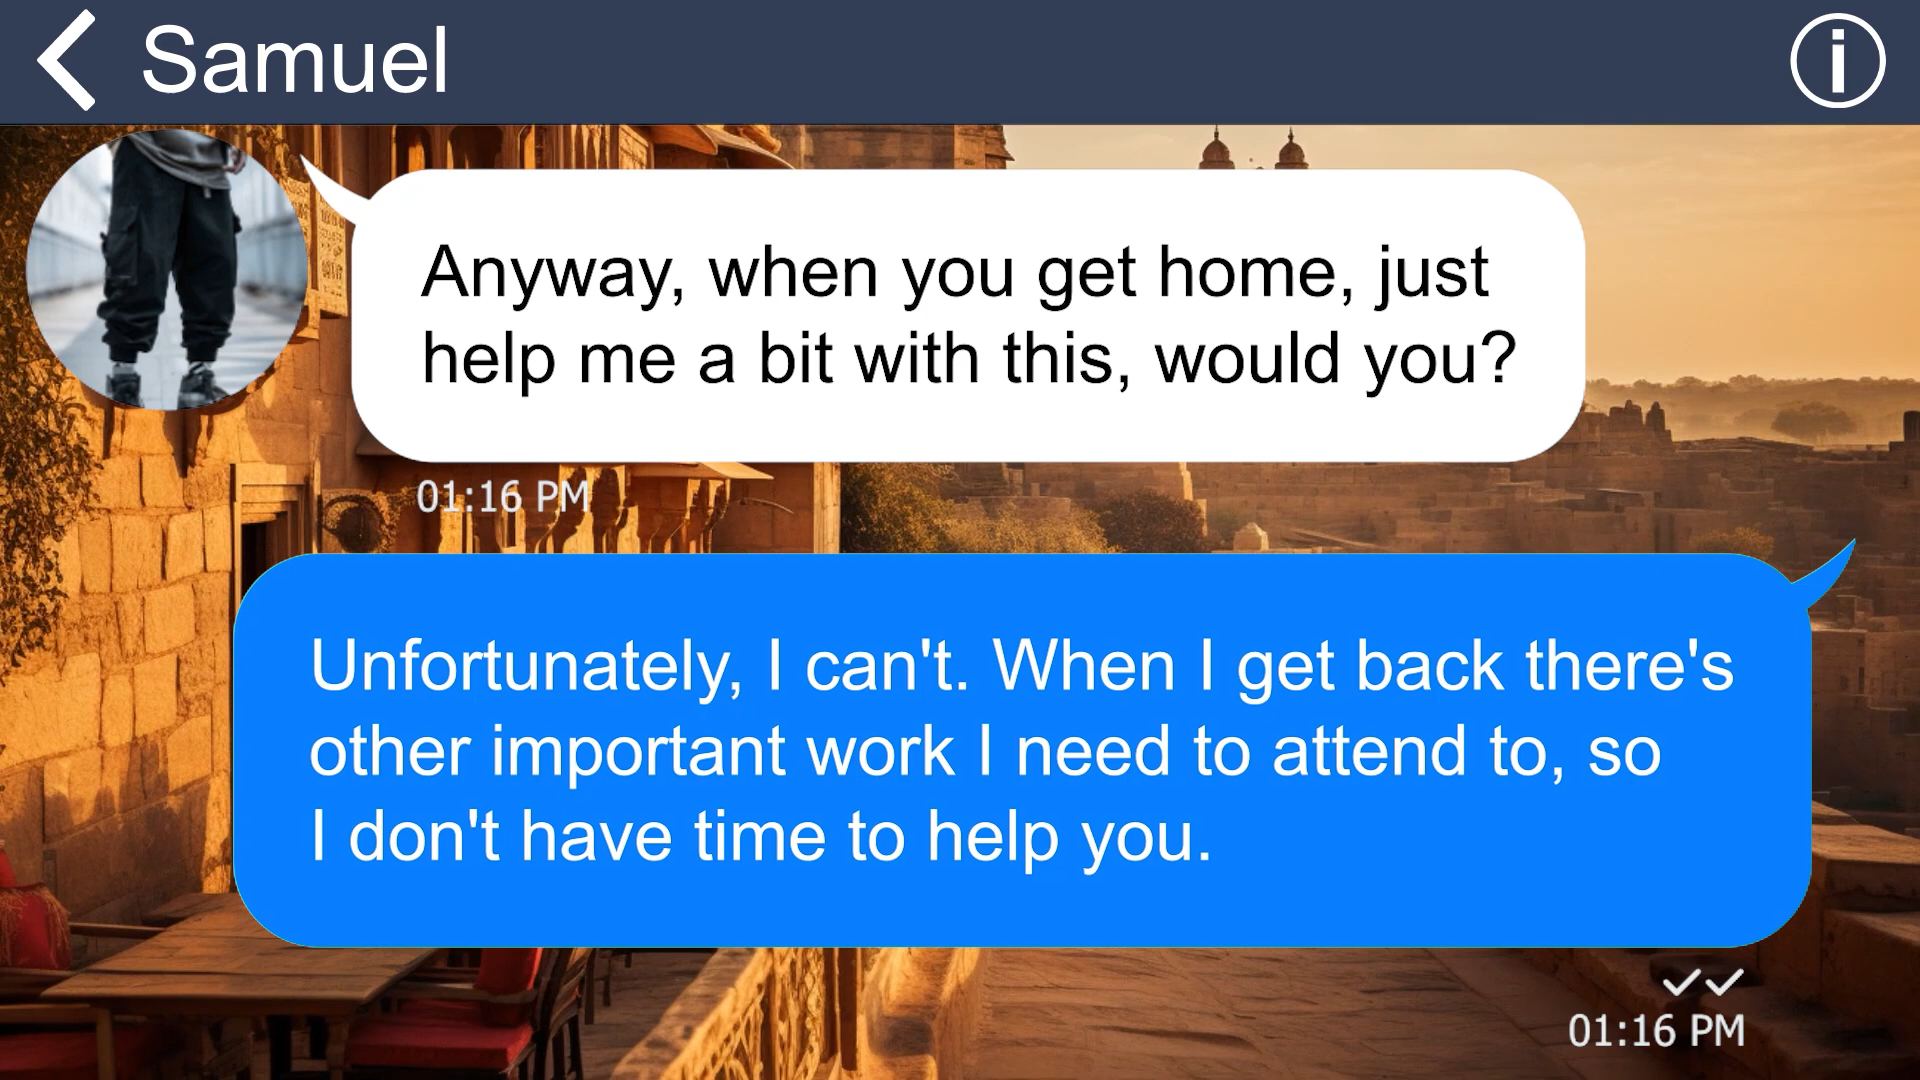 Samuel
Anyway, when you get home, just
help me a bit with this, would you?
01:16 PM
Unfortunately, I can't. When I get back there's
other important work I need to attend to, so
I don't have time to help you.
01:16 PM